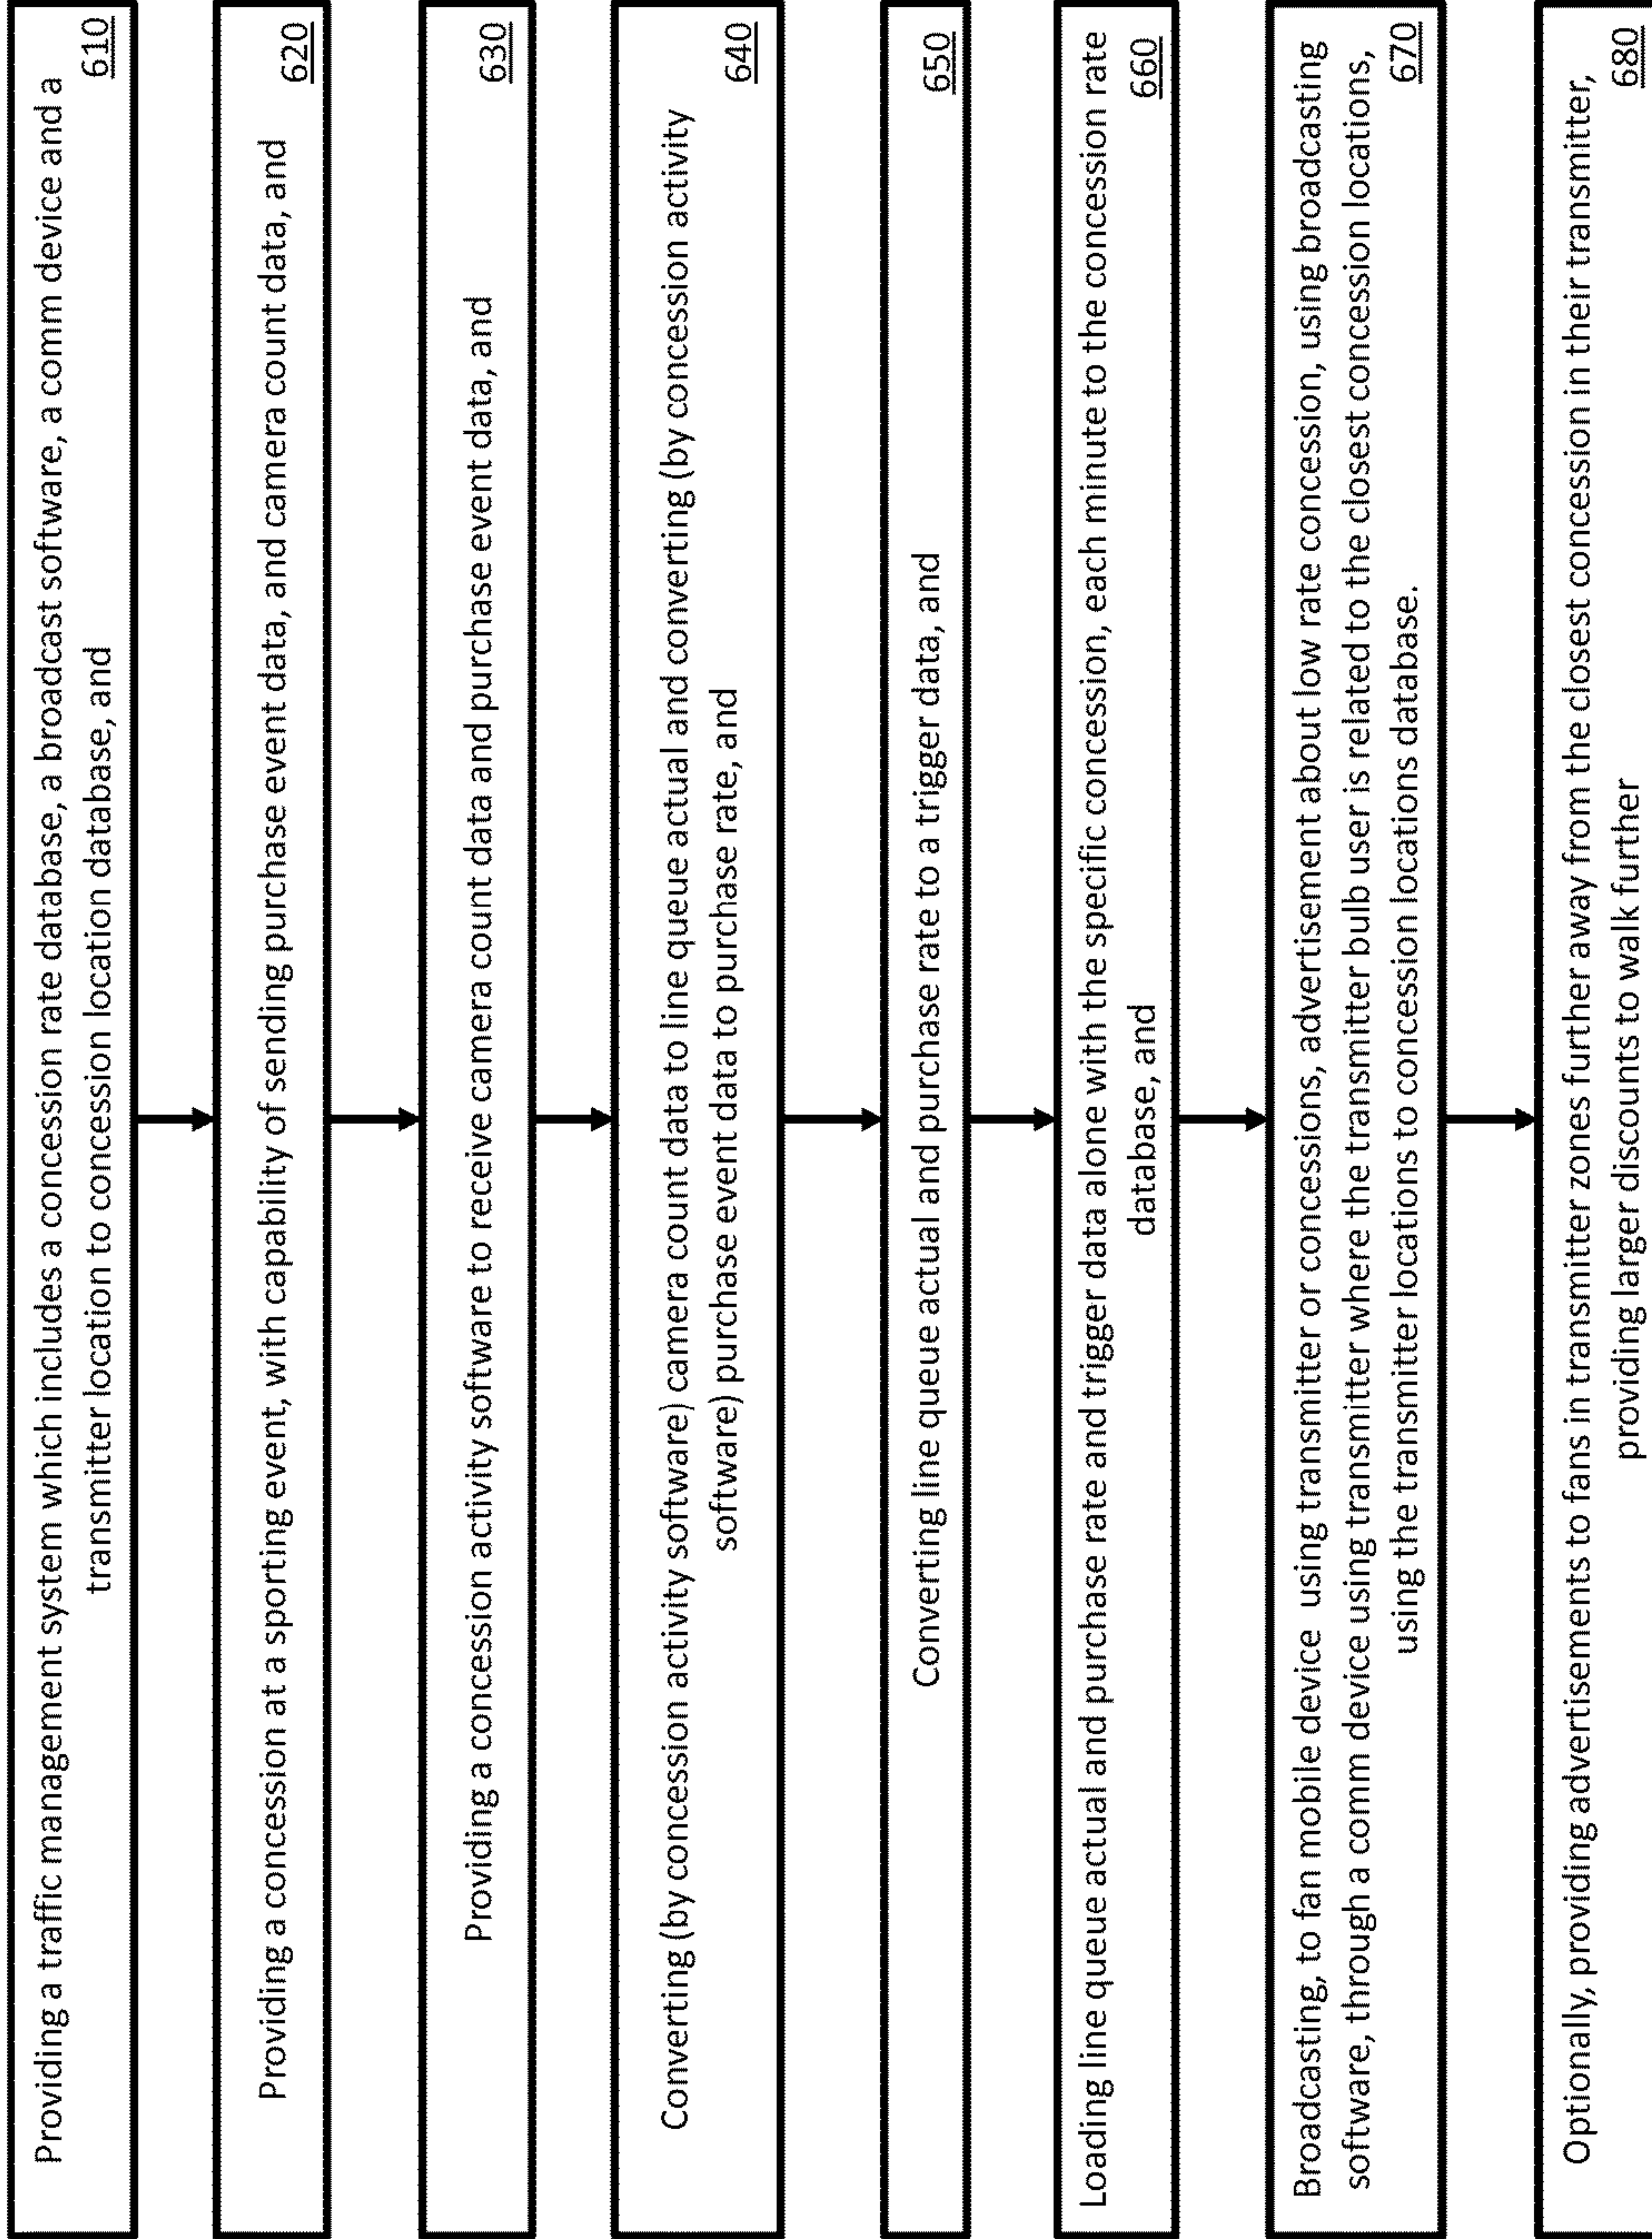 Providing a traffic management system which includes a concession rate database, a broadcast software, a comm device and a
transmitter location to concession location database, and
610
Providing a concession at a sporting event, with capability of sending purchase event data, and camera count data, and
620
Providing a concession activity software to receive camera count data and purchase event data, and
630
Converting (by concession activity software) camera count data to line queue actual and converting (by concession activity
software) purchase event data to purchase rate, and
640
Converting line queue actual and purchase rate to a trigger data, and
650
Loading line queue actual and purchase rate and trigger data alone with the specific concession, each minute to the concession rate
database, and
660
Broadcasting, to fan mobile device using transmitter or concessions, advertisement about low rate concession, using broadcasting
software, through a comm device using transmitter where the transmitter bulb user is related to the closest concession locations,
using the transmitter locations to concession locations database.
670
Optionally, providing advertisements to fans in transmitter zones further away from the closest concession in their transmitter,
providing larger discounts to walk further
680